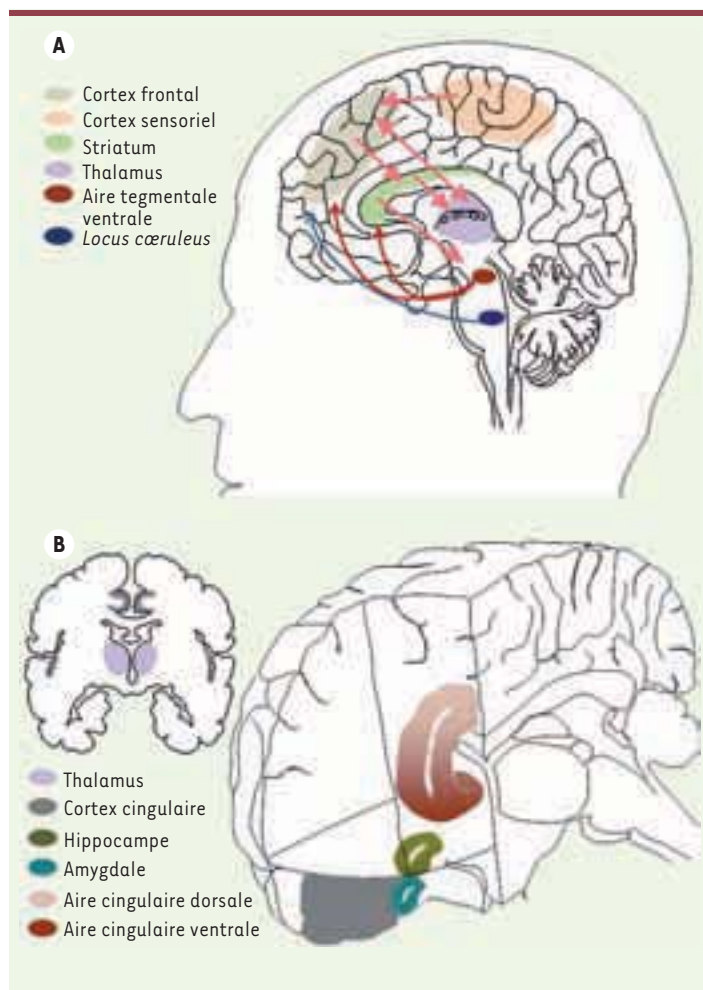 A
Cortex frontal
Cortex sensoriel
Striatum
Thalamus
Aire tegmentale
ventrale
Locus cœruleus
B
Thalamus
Cortex cingulaire
Hippocampe
Amygdale
Aire cingulaire dorsale
Aire cingulaire ventrale